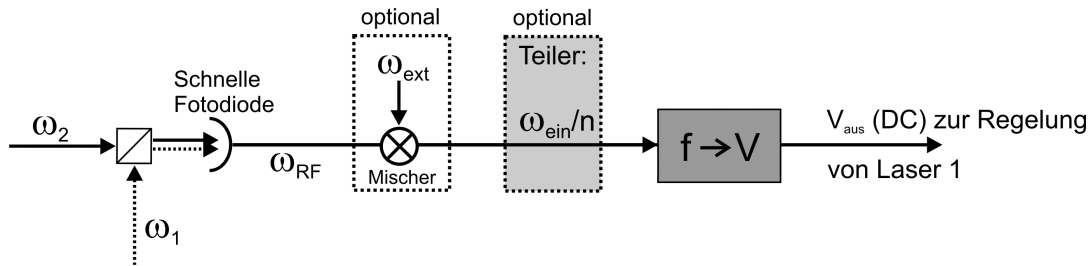 optional
optional
ω_ext
Teiler:
Schnelle
Fotodiode
ω_2
ω_RF
Mischer
ω_ein/n
f → V
V_aus (DC) zur Regelung
von Laser 1
ω_1